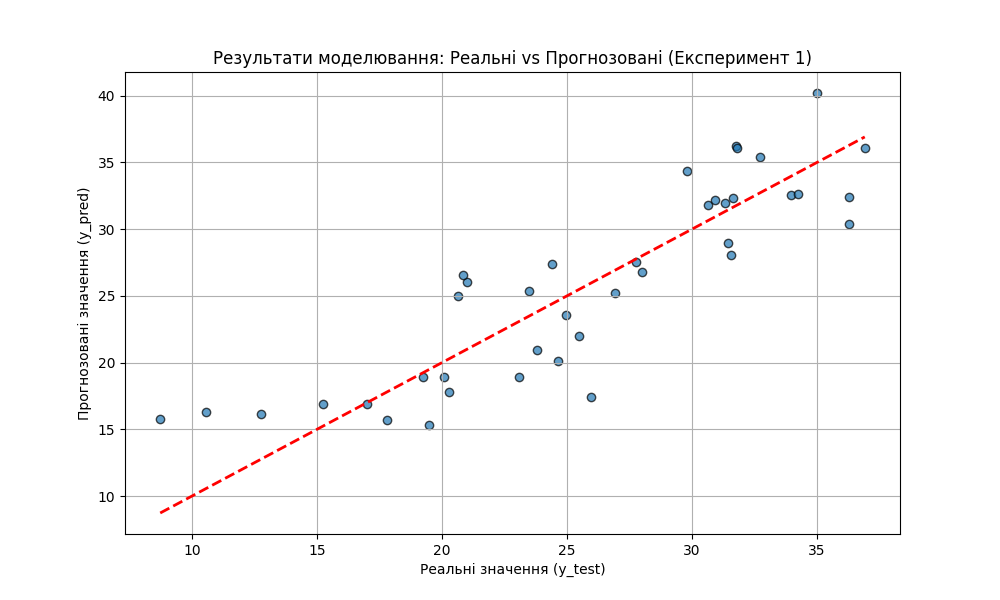 Результати моделювання: Реальні vs Прогнозовані (Експеримент 1)
Прогнозовані значення (y_pred)
40
35
30
25
20
15
10
10 15 20 25 30 35
Реальні значення (y_test)